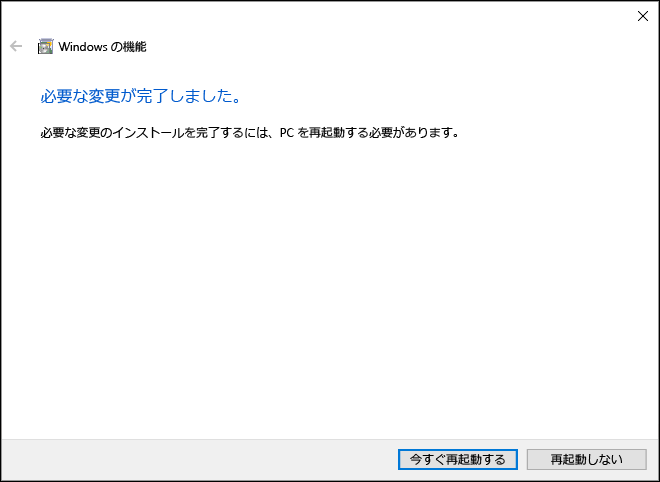 Windows の機能
必要な変更が完了しました。
必要な変更のインストールを完了するには、PC を再起動する必要があります。
今すぐ再起動する
再起動しない